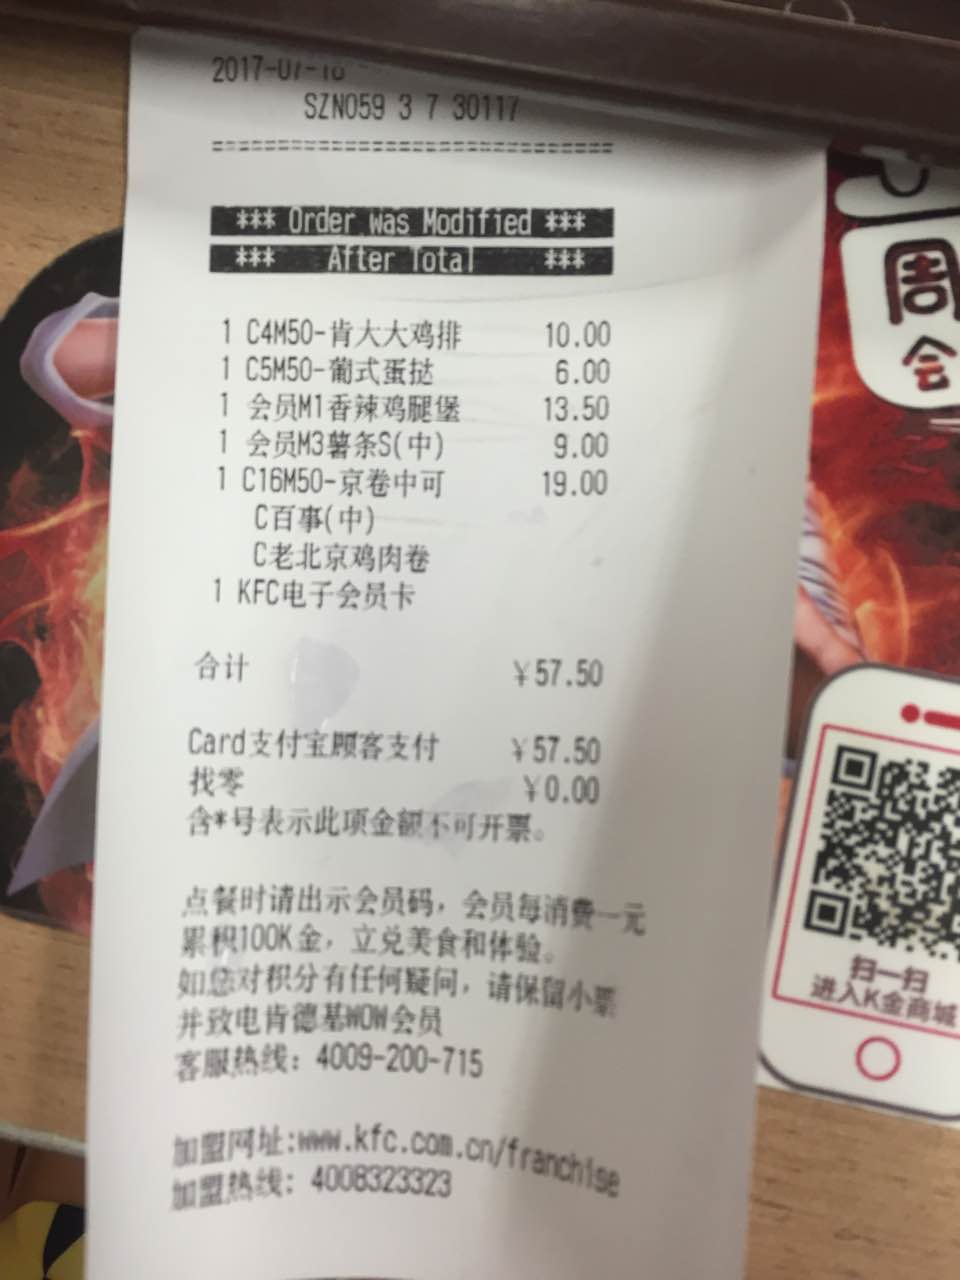 2017-07-18
SZN059 3 7 30117
==============================
*** Order was Modified ***
*** After Total ***
1 C4M50-肯大大鸡排 10.00
1 C5M50-葡式蛋挞 6.00
1 会员M1香辣鸡腿堡 13.50
1 会员M3薯条S(中) 9.00
1 C16M50-京卷中可 19.00
C百事(中)
C老北京鸡肉卷
1 KFC电子会员卡
合计 ￥57.50
Card支付宝顾客支付 ￥57.50
找零 ￥0.00
含*号表示此项金额不可开票。
点餐时请出示会员码，会员每消费一元
累积100K金，立兑美食和体验。
如您对积分有任何疑问，请保留小票
并致电肯德基WOW会员
客服热线：4009-200-715
加盟网址:www.kfc.com.cn/franchise
加盟热线：4008323323
周
会
扫一扫
进入K金商城